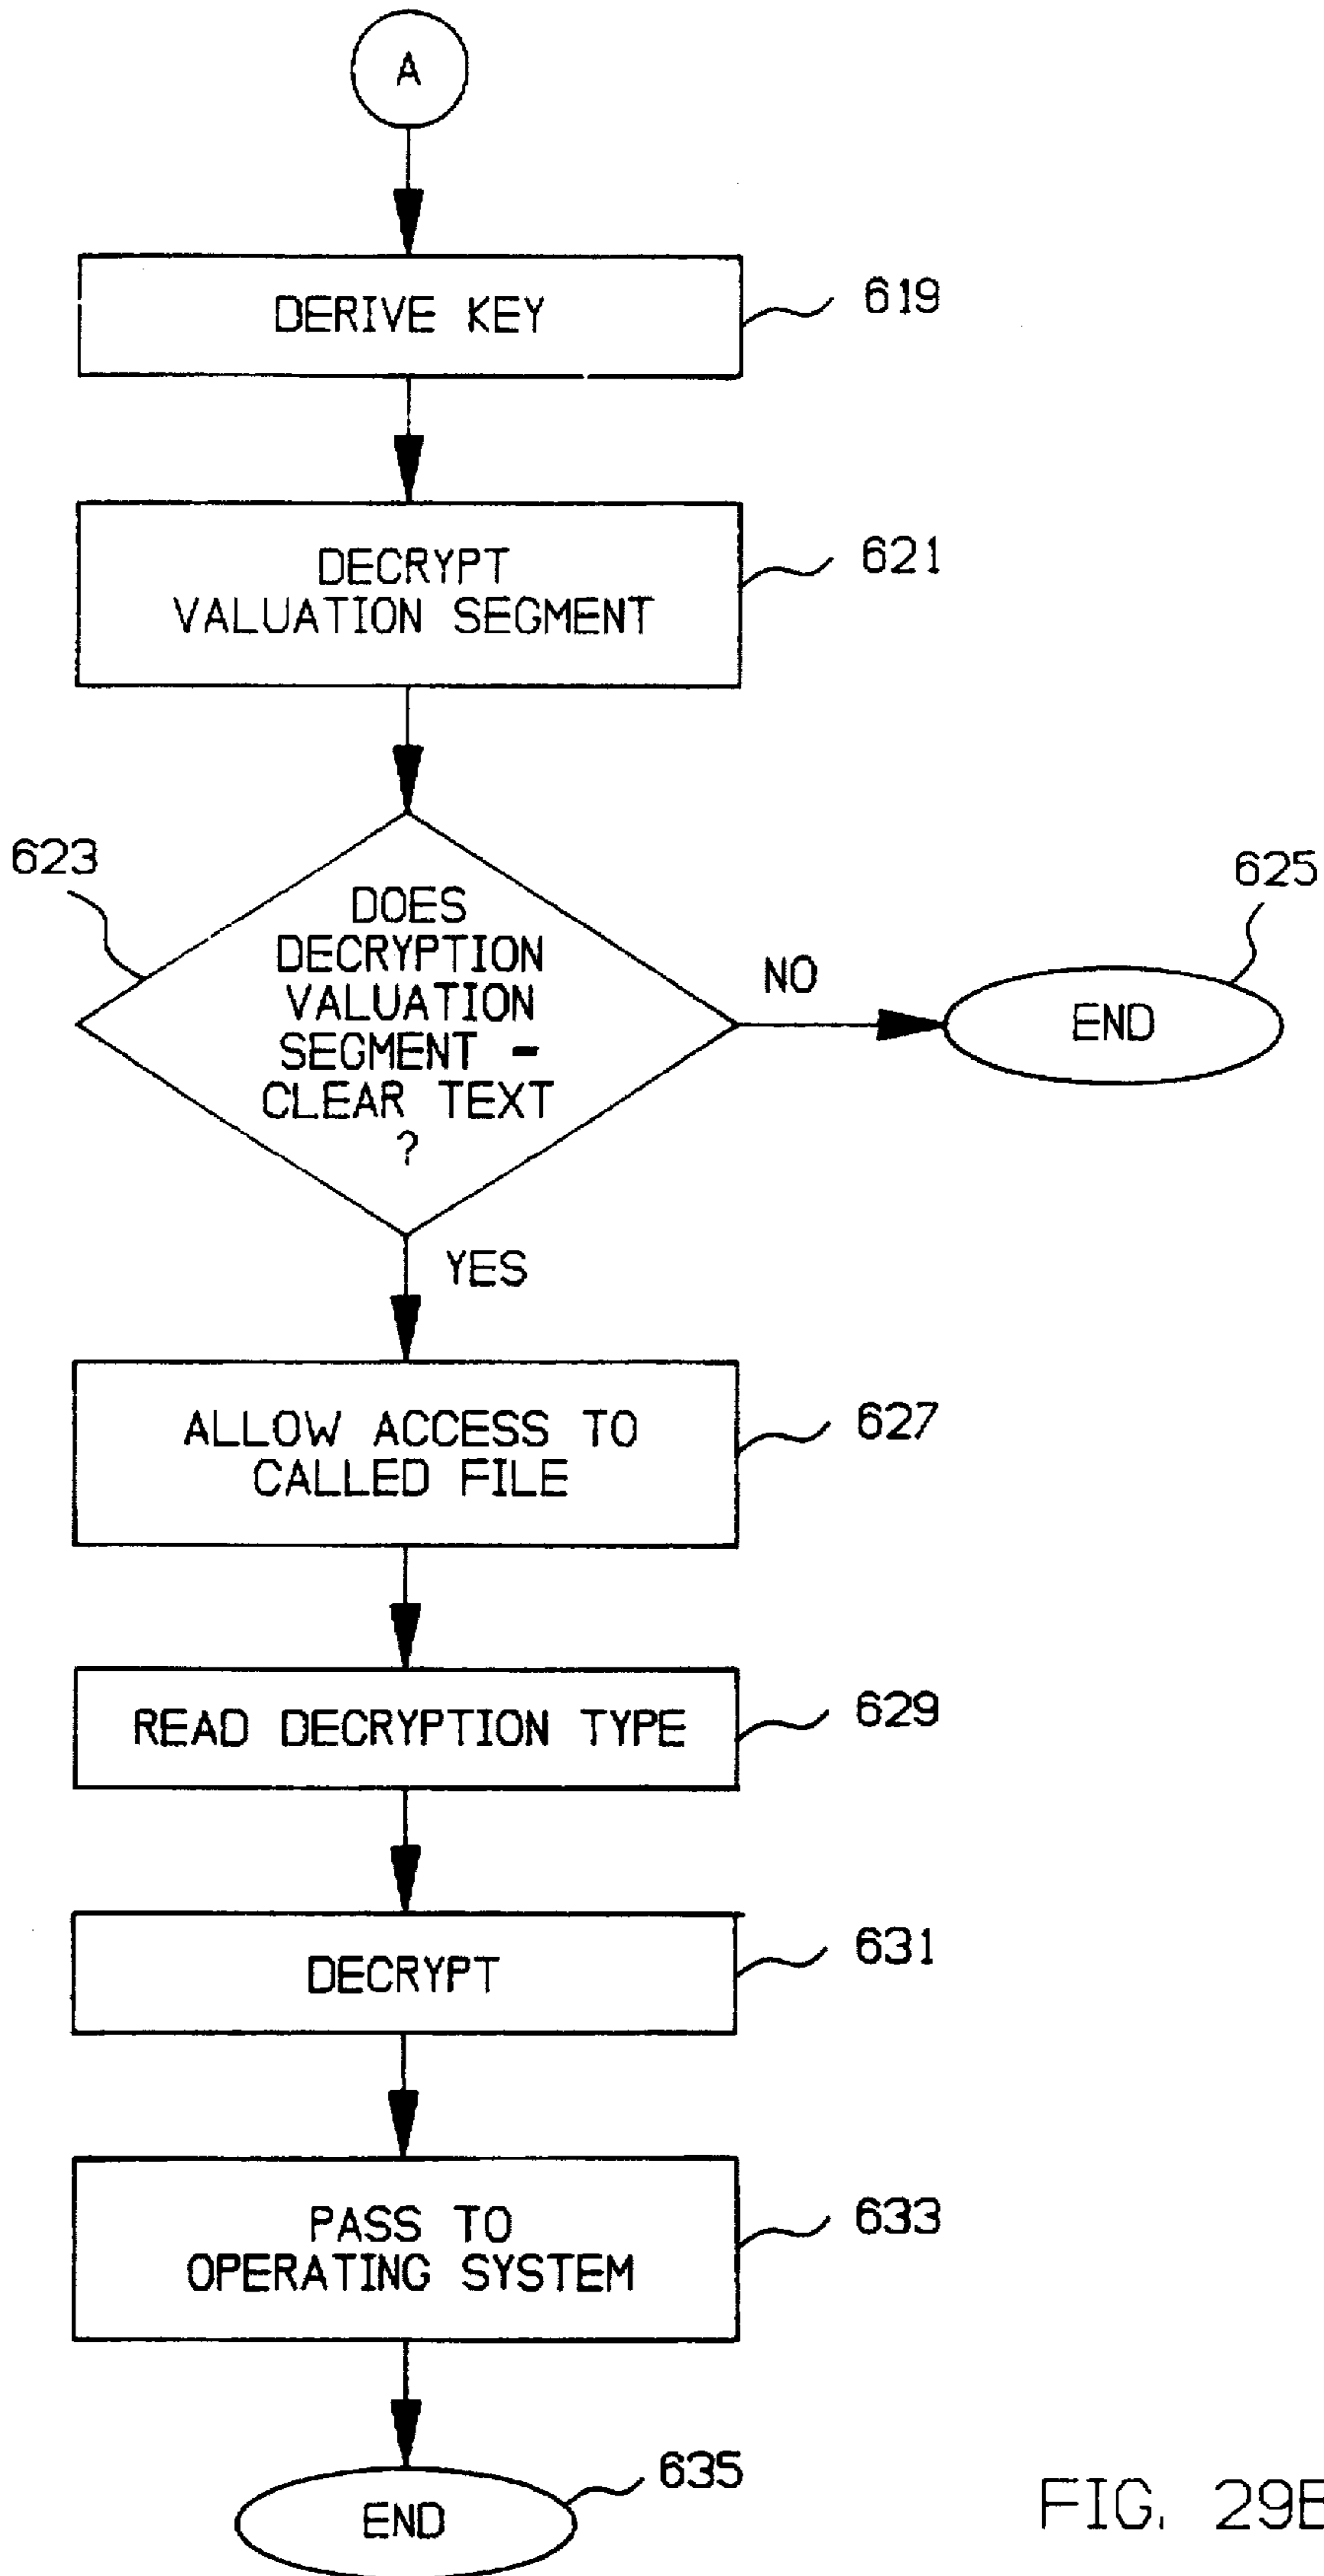 A
DERIVE KEY
619
DECRYPT
VALUATION SEGMENT
621
623
DOES
DECRYPTION
VALUATION
SEGMENT -
CLEAR TEXT
?
NO
625
END
YES
ALLOW ACCESS TO
CALLED FILE
627
READ DECRYPTION TYPE
629
DECRYPT
631
PASS TO
OPERATING SYSTEM
633
635
END
FIG. 29B